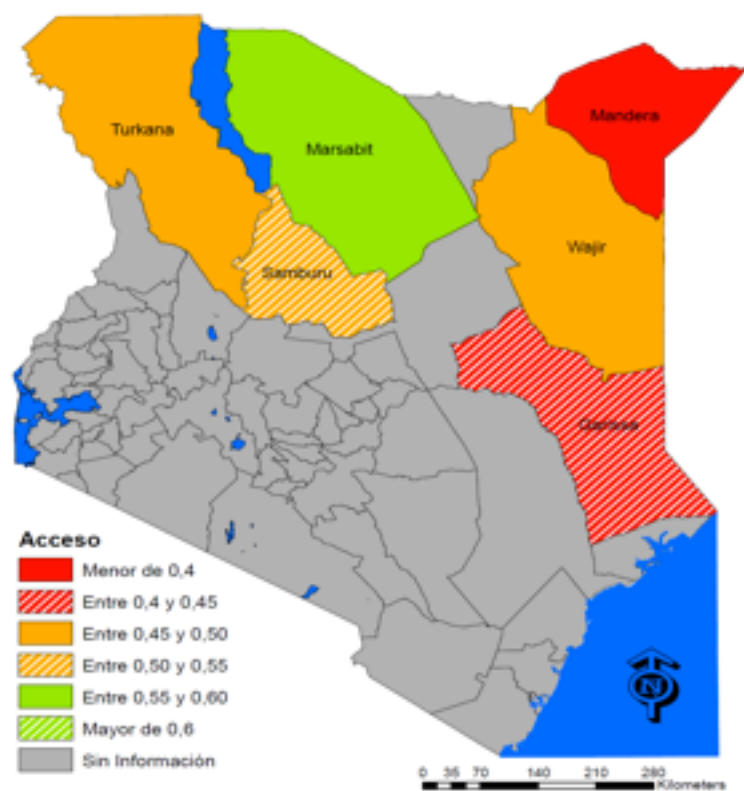 Turkana
Marsabit
Mandera
Samburu
Wajir
Garissa
Acceso
Menor de 0,4
Entre 0,4 y 0,45
Entre 0,45 y 0,50
Entre 0,50 y 0,55
Entre 0,55 y 0,60
Mayor de 0,6
Sin Información
N
0 35 70 140 210 280
Kilometers